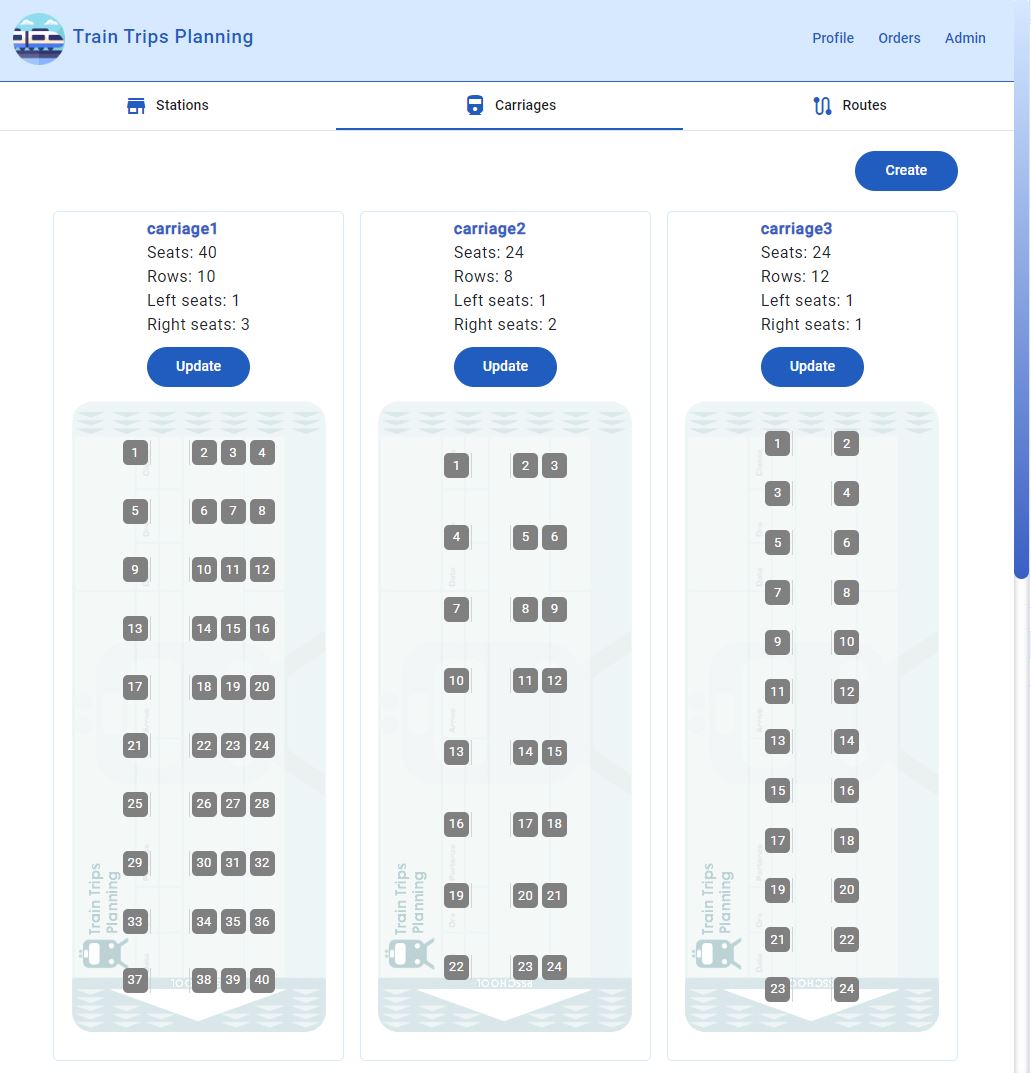 Train Trips Planning
Profile Orders Admin
Stations Carriages Routes
Create
carriage1
Seats: 40
Rows: 10
Left seats: 1
Right seats: 3
Update
1 2 3 4
5 6 7 8
9 10 11 12
13 14 15 16
17 18 19 20
21 22 23 24
25 26 27 28
29 30 31 32
33 34 35 36
37 38 39 40
Train Trips
Planning
carriage2
Seats: 24
Rows: 8
Left seats: 1
Right seats: 2
Update
1 2 3
4 5 6
7 8 9
10 11 12
13 14 15
16 17 18
19 20 21
22 23 24
Train Trips
Planning
carriage3
Seats: 24
Rows: 12
Left seats: 1
Right seats: 1
Update
1 2
3 4
5 6
7 8
9 10
11 12
13 14
15 16
17 18
19 20
21 22
23 24
Train Trips
Planning